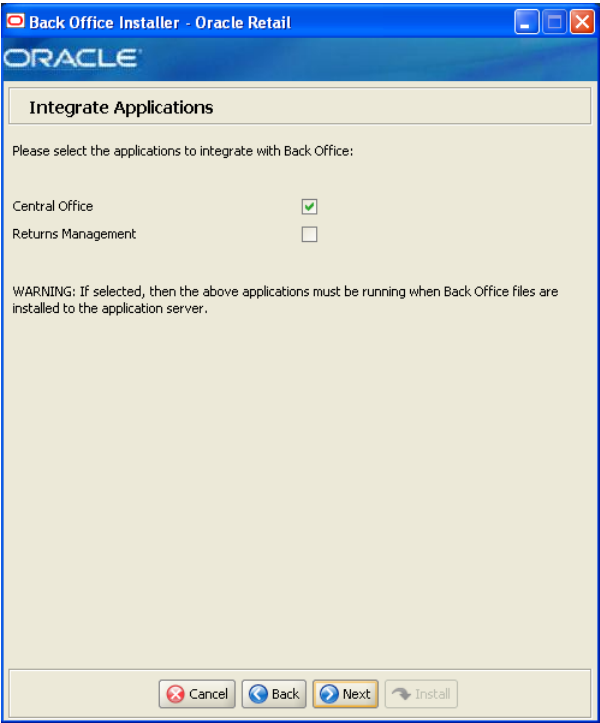 Back Office Installer - Oracle Retail
ORACLE
Integrate Applications
Please select the applications to integrate with Back Office:
Central Office
Returns Management
WARNING: If selected, then the above applications must be running when Back Office files are
installed to the application server.
Cancel Back Next Install